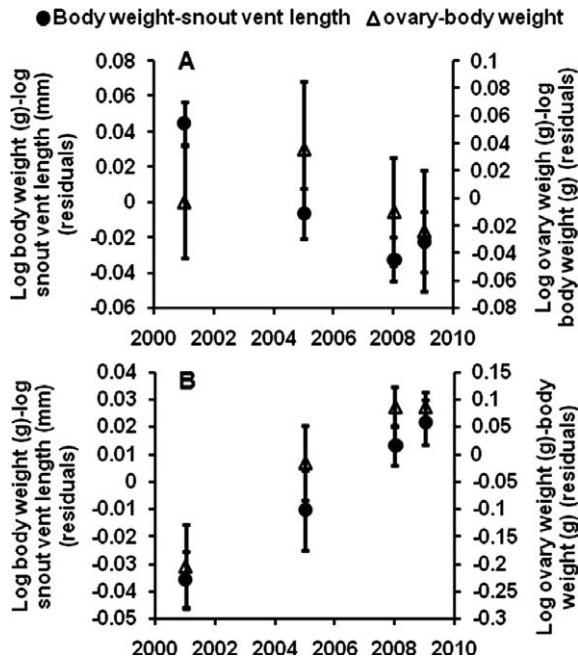 ●Body weight-snout vent length △ovary-body weight
A
Log body weight (g)-log
snout vent length (mm)
(residuals)
0.08
0.06
0.04
0.02
0
-0.02
-0.04
-0.06
0.1
0.08
0.06
0.04
0.02
0
-0.02
-0.04
-0.06
-0.08
Log ovary weigh (g)-log
body weight (g) (residuals)
2000 2002 2004 2006 2008 2010
B
Log body weight (g)-log
snout vent length (mm)
(residuals)
0.04
0.03
0.02
0.01
0
-0.01
-0.02
-0.03
-0.04
-0.05
0.15
0.1
0.05
0
-0.05
-0.1
-0.15
-0.2
-0.25
-0.3
Log ovary weight (g)-body
weight (g) (residuals)
2000 2002 2004 2006 2008 2010